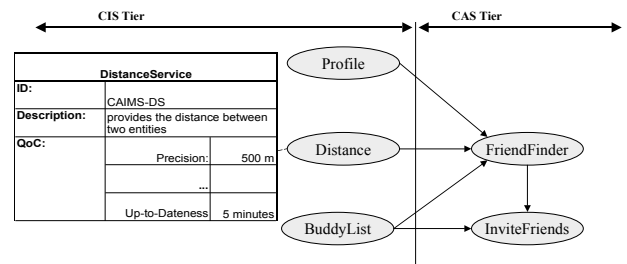 CIS Tier
CAS Tier
DistanceService
ID:
CAIMS-DS
Description:
provides the distance between
two entities
QoC:
Precision:
500 m
...
Up-to-Dateness
5 minutes
Profile
Distance
BuddyList
FriendFinder
InviteFriends